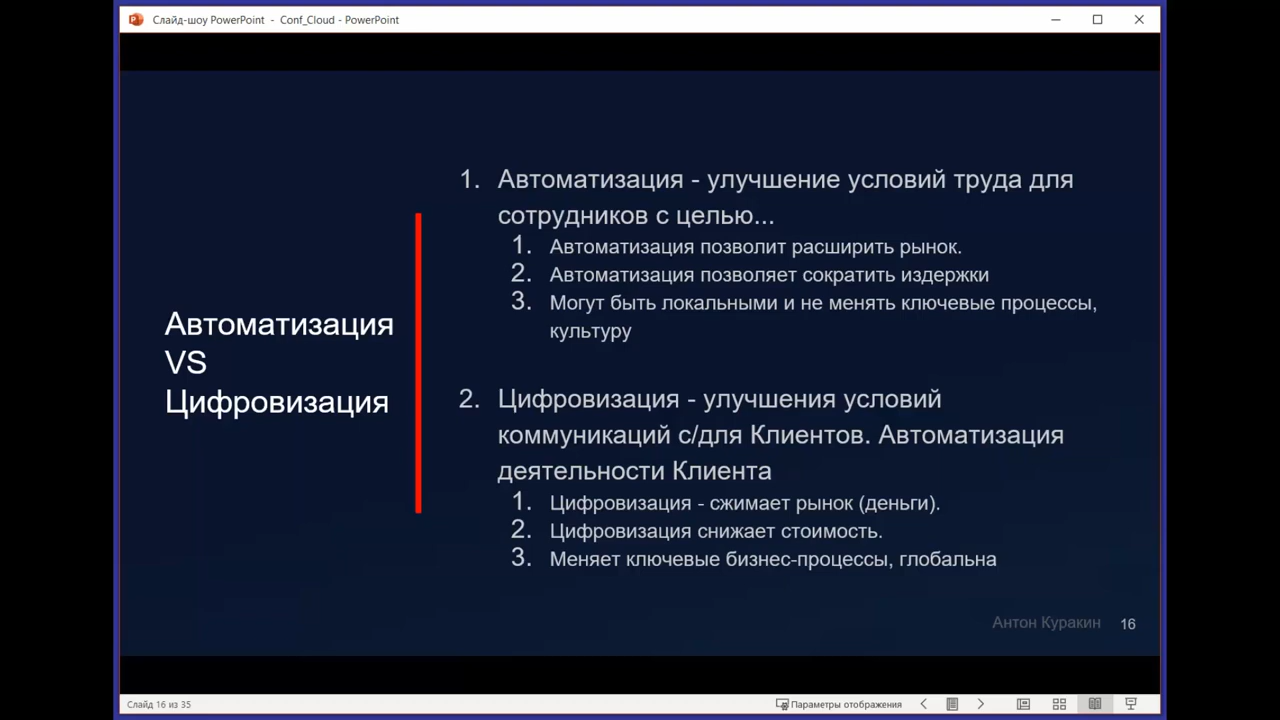 Слайд-шоу PowerPoint - Conf_Cloud - PowerPoint
Автоматизация
VS
Цифровизация
1. Автоматизация - улучшение условий труда для
сотрудников с целью...
1. Автоматизация позволит расширить рынок.
2. Автоматизация позволяет сократить издержки
3. Могут быть локальными и не менять ключевые процессы,
культуру
2. Цифровизация - улучшения условий
коммуникаций с/для Клиентов. Автоматизация
деятельности Клиента
1. Цифровизация - сжимает рынок (деньги).
2. Цифровизация снижает стоимость.
3. Меняет ключевые бизнес-процессы, глобальна
Антон Куракин 16
Слайд 16 из 35
Параметры отображения